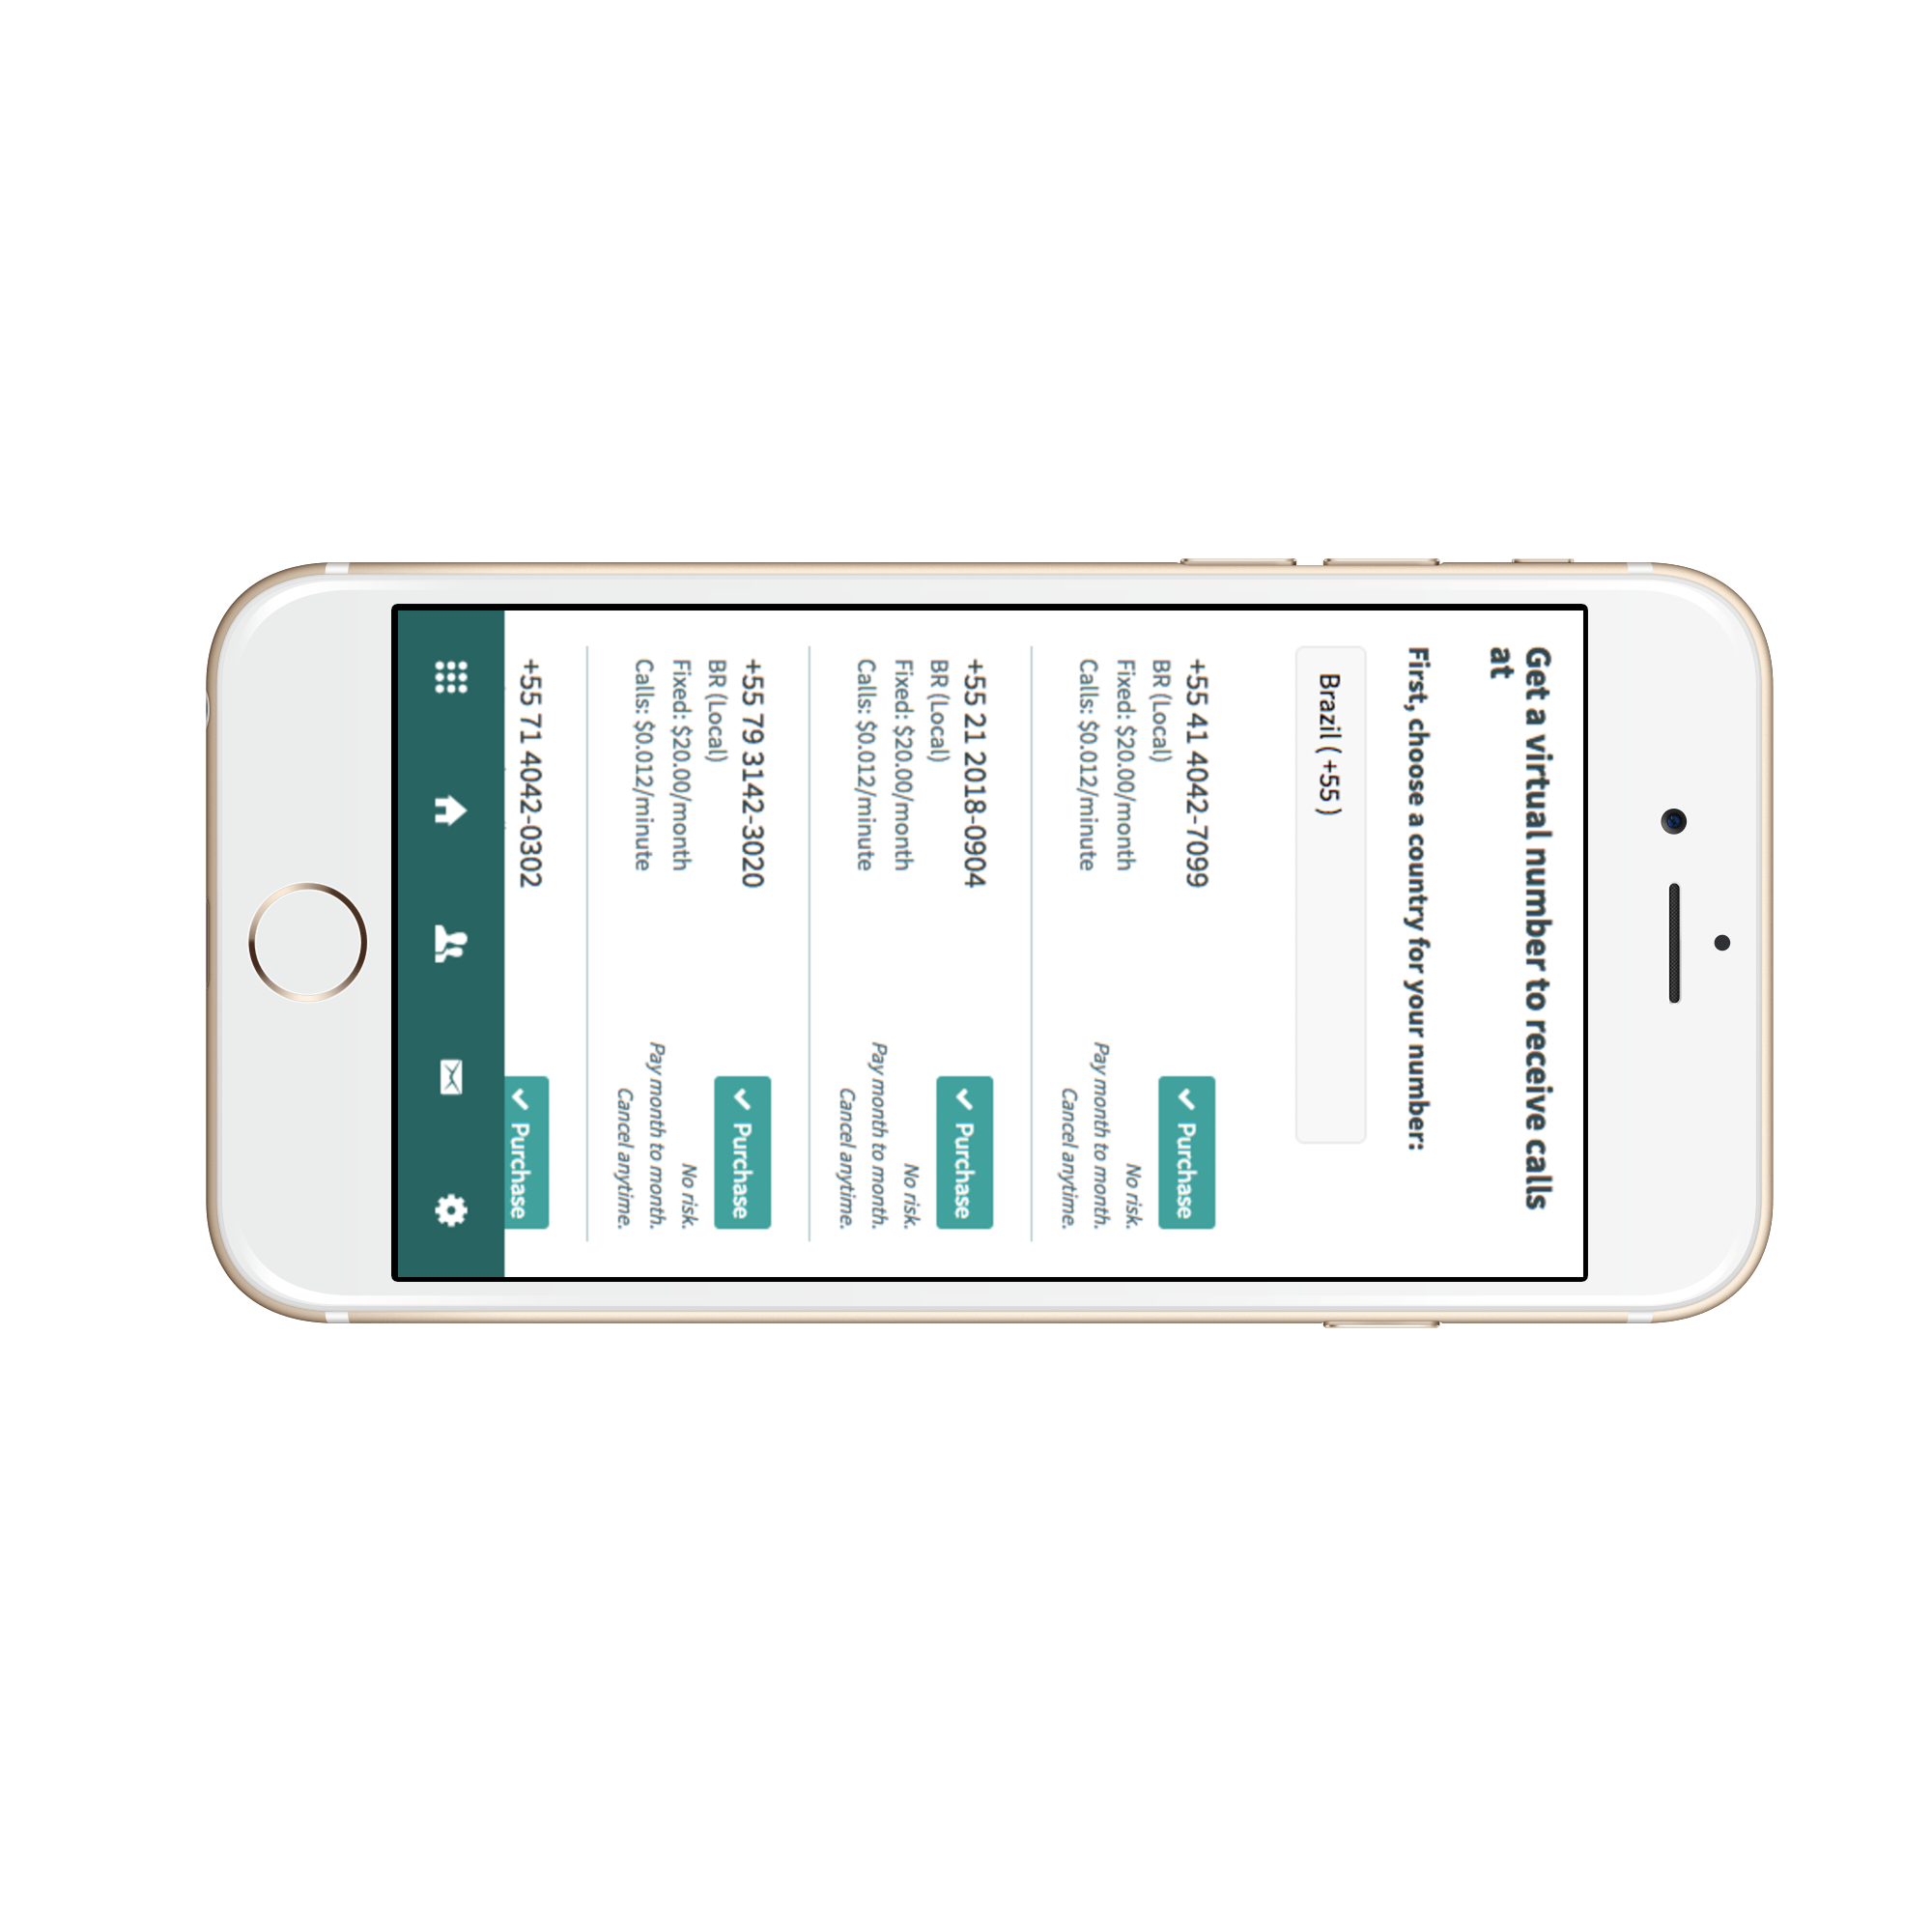 Get a virtual number to receive calls
at
First, choose a country for your number:
Brazil ( +55 )
+55 41 4042-7099
BR (Local)
Fixed: $20.00/month
Calls: $0.012/minute
Purchase
No risk.
Pay month to month.
Cancel anytime.
+55 21 2018-0904
BR (Local)
Fixed: $20.00/month
Calls: $0.012/minute
Purchase
No risk.
Pay month to month.
Cancel anytime.
+55 79 3142-3020
BR (Local)
Fixed: $20.00/month
Calls: $0.012/minute
Purchase
No risk.
Pay month to month.
Cancel anytime.
+55 71 4042-0302
Purchase